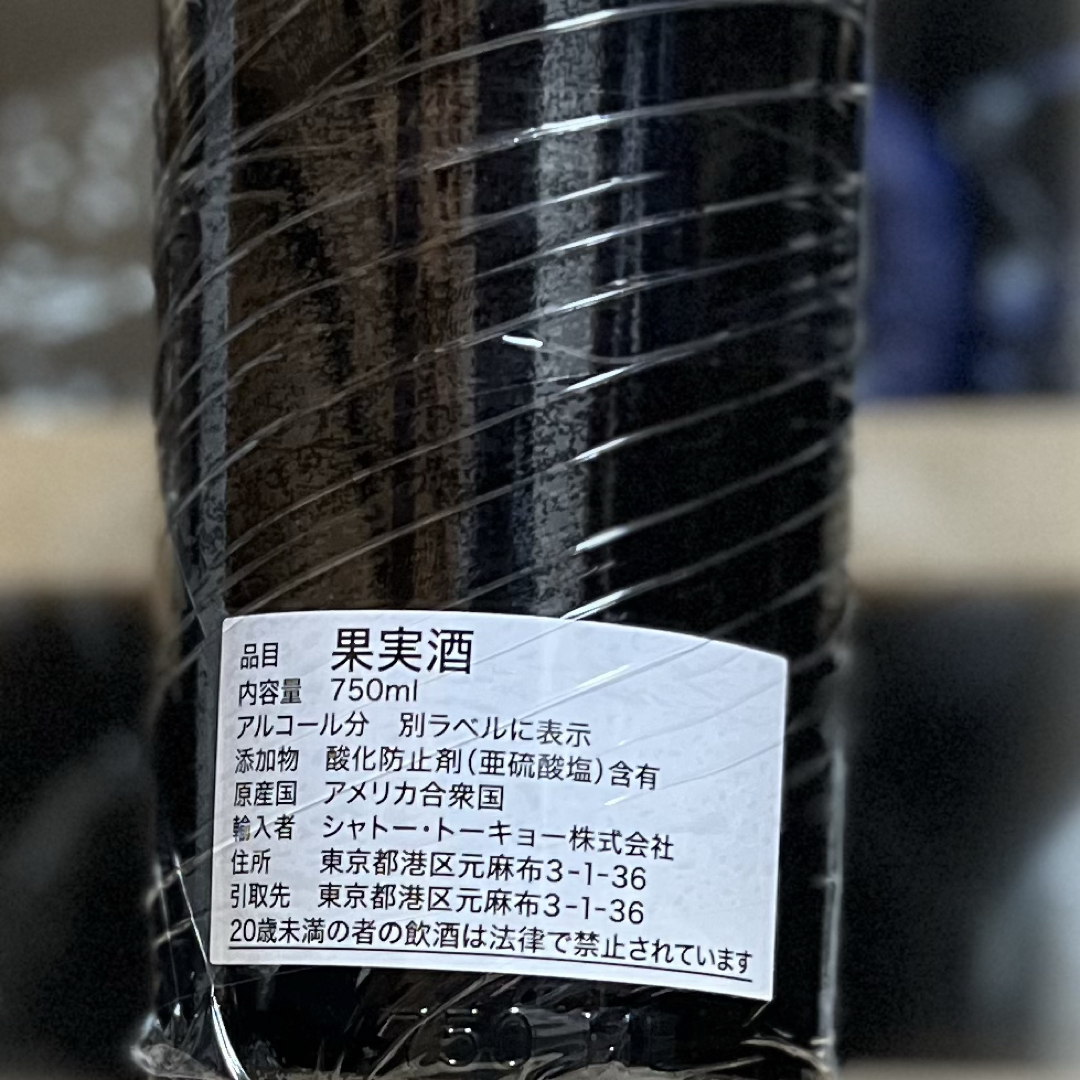 品目 果実酒
内容量 750ml
アルコール分 別ラベルに表示
添加物 酸化防止剤(亜硫酸塩)含有
原産国 アメリカ合衆国
輸入者 シャトー・トーキョー株式会社
住所 東京都港区元麻布3-1-36
引取先 東京都港区元麻布3-1-36
20歳未満の者の飲酒は法律で禁止されています